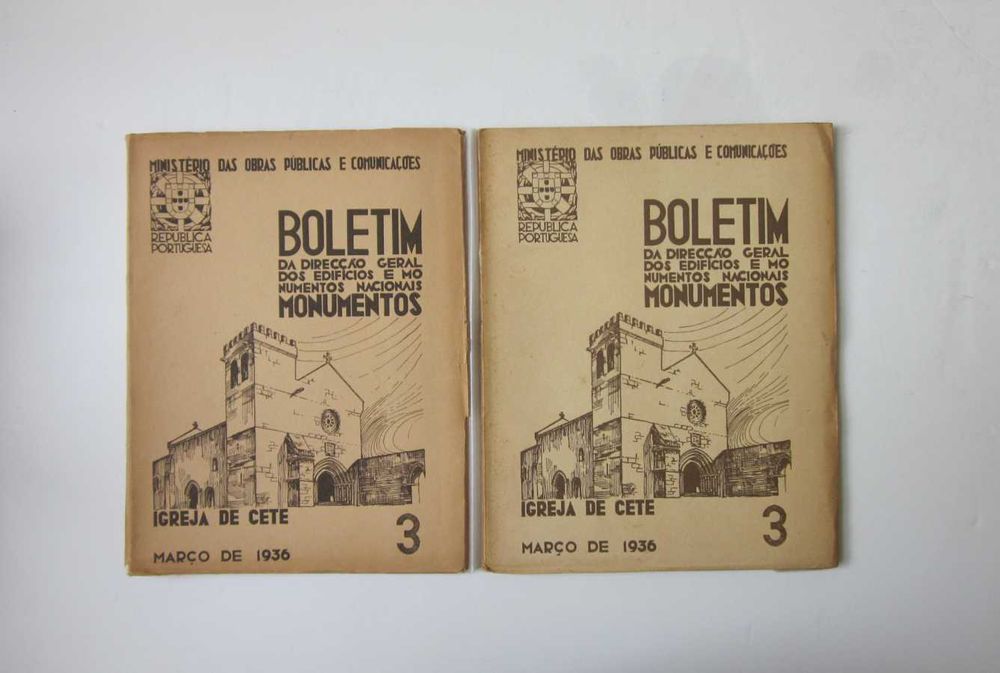 MINISTÉRIO DAS OBRAS PÚBLICAS E COMUNICAÇÕES
REPUBLICA
PORTUGUESA
BOLETIM
DA DIRECÇÃO GERAL
DOS EDIFÍCIOS E MO
NUMENTOS NACIONAIS
MONUMENTOS
IGREJA DE CETE
3
MARÇO DE 1936
MINISTÉRIO DAS OBRAS PÚBLICAS E COMUNICAÇÕES
REPUBLICA
PORTUGUESA
BOLETIM
DA DIRECÇÃO GERAL
DOS EDIFÍCIOS E MO
NUMENTOS NACIONAIS
MONUMENTOS
IGREJA DE CETE
3
MARÇO DE 1936